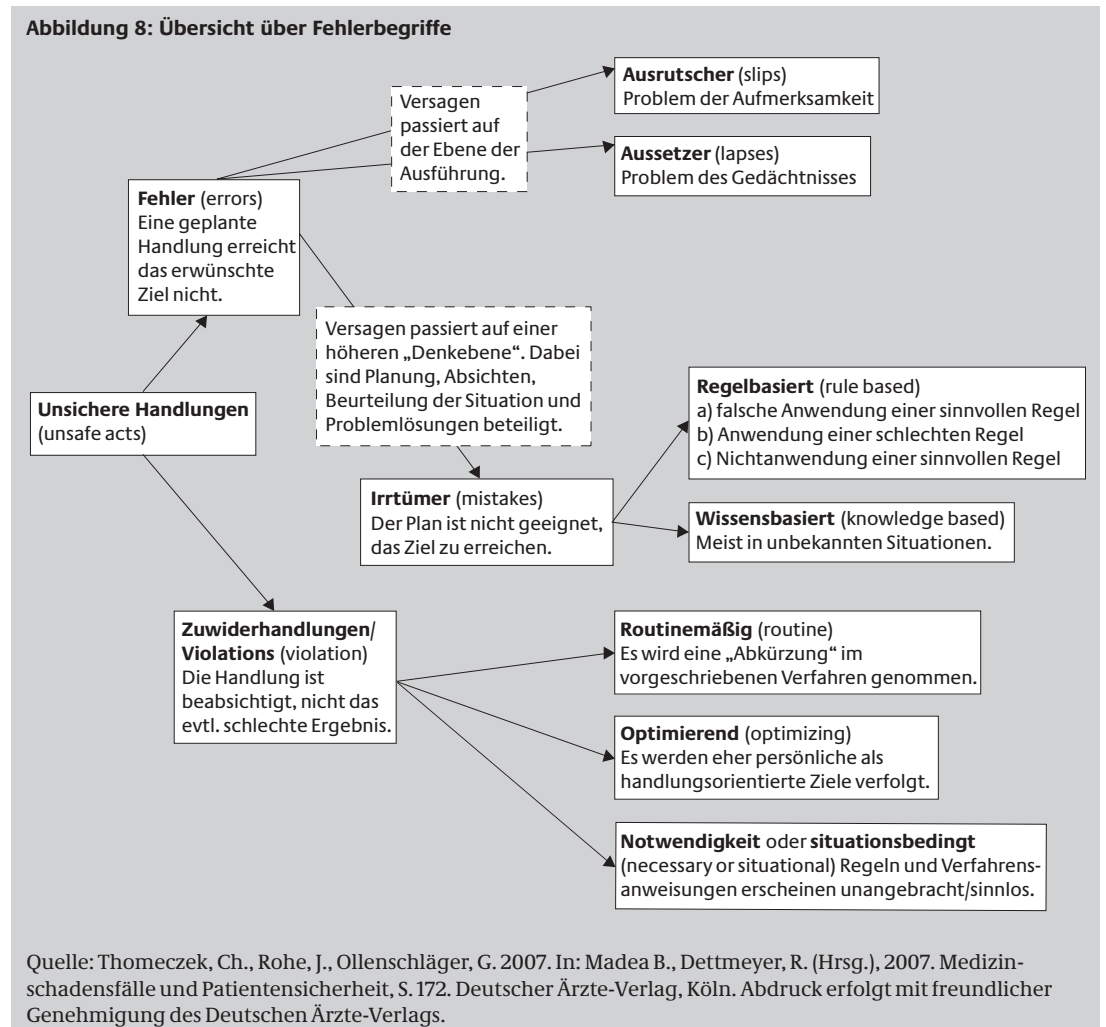 Abbildung 8: Übersicht über Fehlerbegriffe
Ausrutscher (slips)
Problem der Aufmerksamkeit
Versagen
passiert auf
der Ebene der
Ausführung.
Aussetzer (lapses)
Problem des Gedächtnisses
Fehler (errors)
Eine geplante
Handlung erreicht
das erwünschte
Ziel nicht.
Versagen passiert auf einer
höheren „Denkebene“. Dabei
sind Planung, Absichten,
Beurteilung der Situation und
Problemlösungen beteiligt.
Unsichere Handlungen
(unsafe acts)
Regelbasiert (rule based)
a) falsche Anwendung einer sinnvollen Regel
b) Anwendung einer schlechten Regel
c) Nichtanwendung einer sinnvollen Regel
Irrtümer (mistakes)
Der Plan ist nicht geeignet,
das Ziel zu erreichen.
Wissensbasiert (knowledge based)
Meist in unbekannten Situationen.
Zuwiderhandlungen/
Violations (violation)
Die Handlung ist
beabsichtigt, nicht das
evtl. schlechte Ergebnis.
Routinemäßig (routine)
Es wird eine „Abkürzung“ im
vorgeschriebenen Verfahren genommen.
Optimierend (optimizing)
Es werden eher persönliche als
handlungsorientierte Ziele verfolgt.
Notwendigkeit oder situationsbedingt
(necessary or situational) Regeln und Verfahrens-
anweisungen erscheinen unangebracht/sinnlos.
Quelle: Thomeczek, Ch., Rohe, J., Ollenschläger, G. 2007. In: Madea B., Dettmeyer, R. (Hrsg.), 2007. Medizin-
schadensfälle und Patientensicherheit, S. 172. Deutscher Ärzte-Verlag, Köln. Abdruck erfolgt mit freundlicher
Genehmigung des Deutschen Ärzte-Verlags.